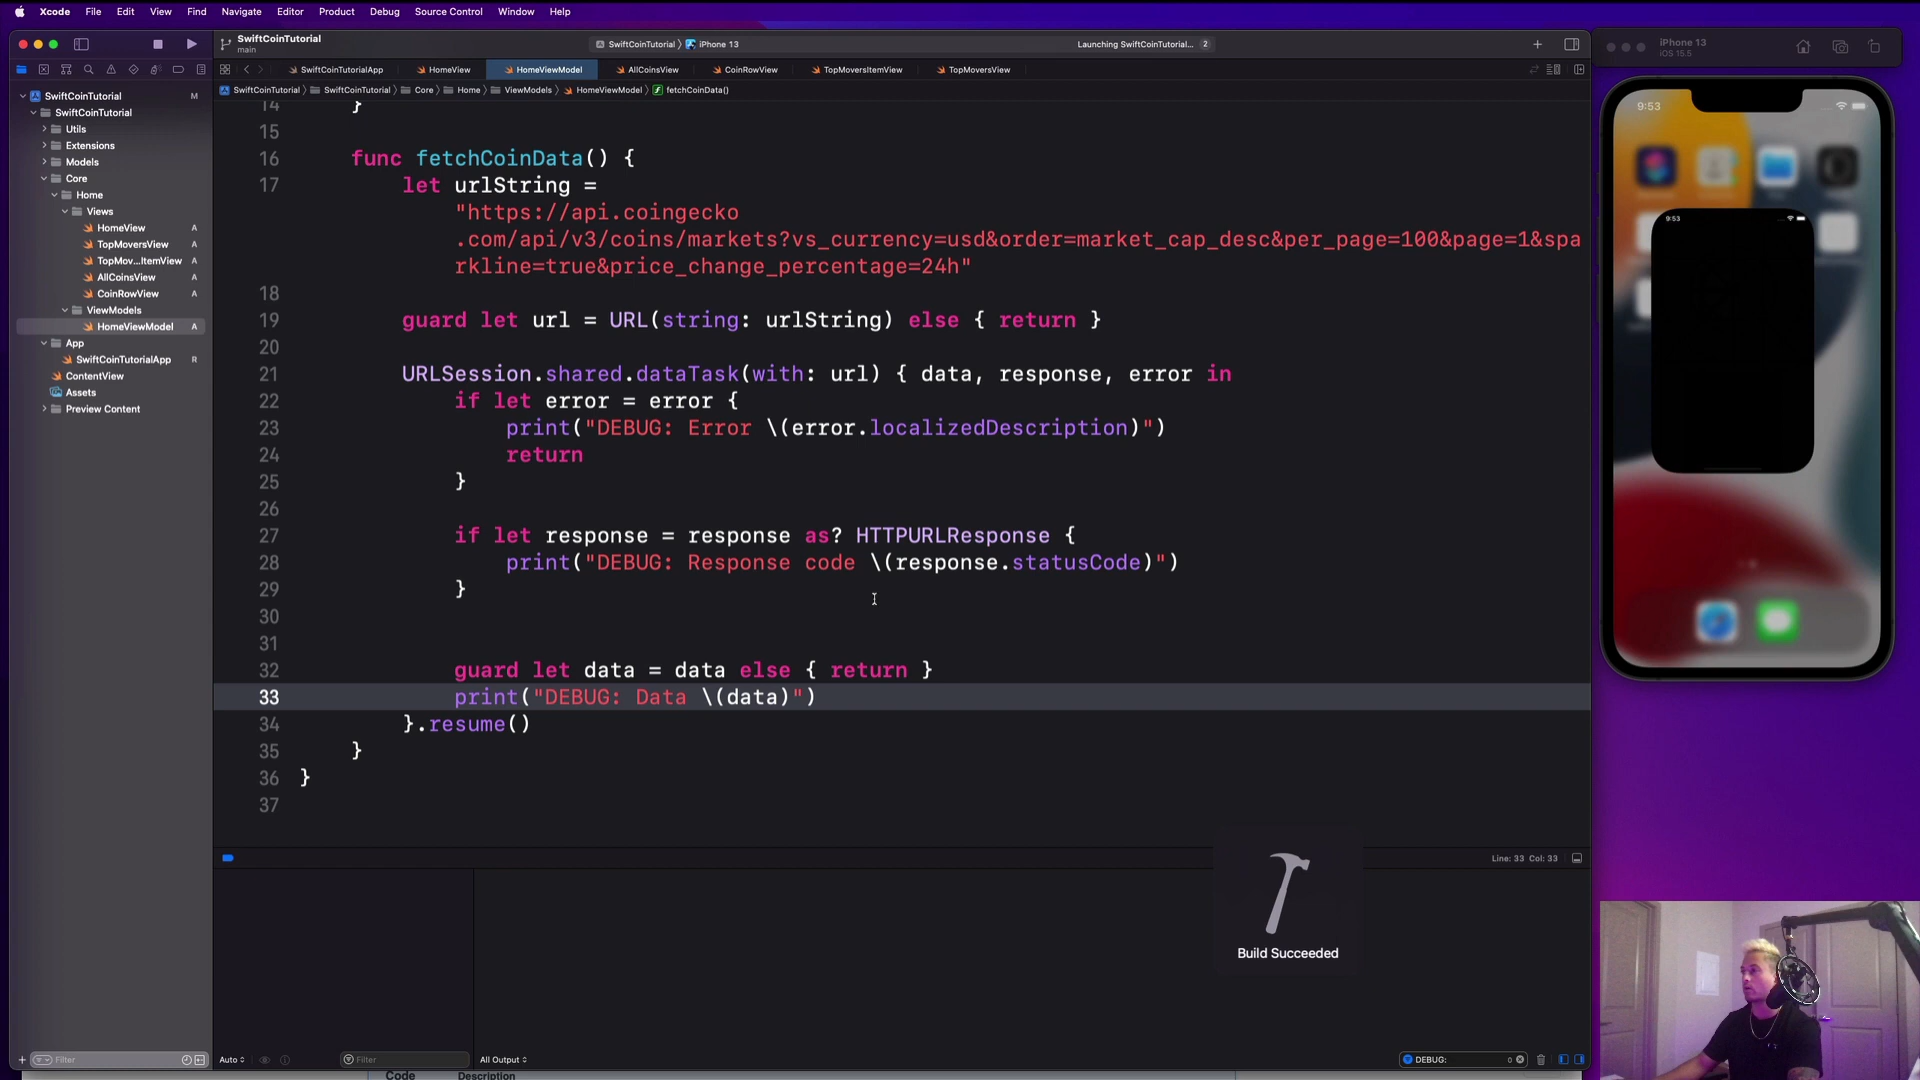 Xcode File Edit View Find Navigate Editor Product Debug Source Control Window Help
SwiftCoinTutorial
main
SwiftCoinTutorial 〉 iPhone 13
Launching SwiftCoinTutorial... 2
SwiftCoinTutorialApp HomeView HomeViewModel AllCoinsView CoinRowView TopMoversItemView TopMoversView
SwiftCoinTutorial 〉 SwiftCoinTutorial 〉 Core 〉 Home 〉 ViewModels 〉 HomeViewModel 〉 fetchCoinData()
SwiftCoinTutorial M
SwiftCoinTutorial
Utils
Extensions
Models
Core
Home
Views
HomeView A
TopMoversView A
TopMov...ItemView A
AllCoinsView A
CoinRowView A
ViewModels
HomeViewModel A
App
SwiftCoinTutorialApp R
ContentView
Assets
Preview Content
Filter
14 }
15
16 func fetchCoinData() {
17 let urlString =
"https://api.coingecko
.com/api/v3/coins/markets?vs_currency=usd&order=market_cap_desc&per_page=100&page=1&spa
rkline=true&price_change_percentage=24h"
18
19 guard let url = URL(string: urlString) else { return }
20
21 URLSession.shared.dataTask(with: url) { data, response, error in
22 if let error = error {
23 print("DEBUG: Error \(error.localizedDescription)")
24 return
25 }
26
27 if let response = response as? HTTPURLResponse {
28 print("DEBUG: Response code \(response.statusCode)")
29 }
30
31
32 guard let data = data else { return }
33 print("DEBUG: Data \(data)")
34 }.resume()
35 }
36 }
37
Line: 33 Col: 33
Build Succeeded
Auto
Filter
All Output
DEBUG: 0
Code Description
iPhone 13
iOS 15.5
9:53
9:53